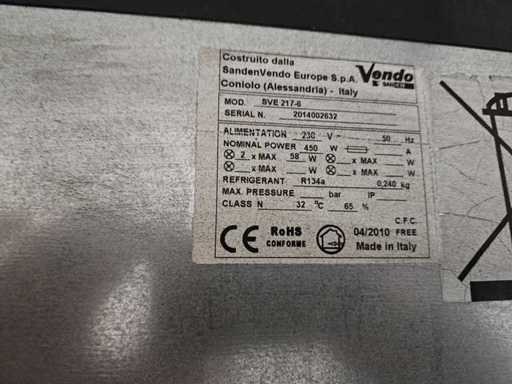 Costruito dalla
SandenVendo Europe S.p.A.
Coniolo (Alessandria) - Italy
Vendo
SANDEN
MOD. SVE 217-6
SERIAL N. 2014002632
ALIMENTATION 230 V ~ 50 Hz
NOMINAL POWER 450 W A
2 x MAX 58 W x MAX W
x MAX W x MAX W
REFRIGERANT R134a 0,240 kg
MAX. PRESSURE bar IP
CLASS N 32 °C 65 %
C.F.C.
CE RoHS 04/2010 FREE
CONFORME Made in Italy